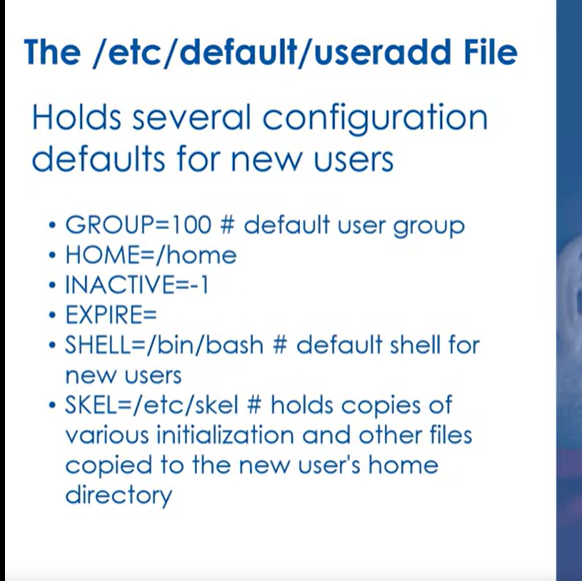 The /etc/default/useradd File
Holds several configuration
defaults for new users
• GROUP=100 # default user group
• HOME=/home
• INACTIVE=-1
• EXPIRE=
• SHELL=/bin/bash # default shell for
new users
• SKEL=/etc/skel # holds copies of
various initialization and other files
copied to the new user's home
directory